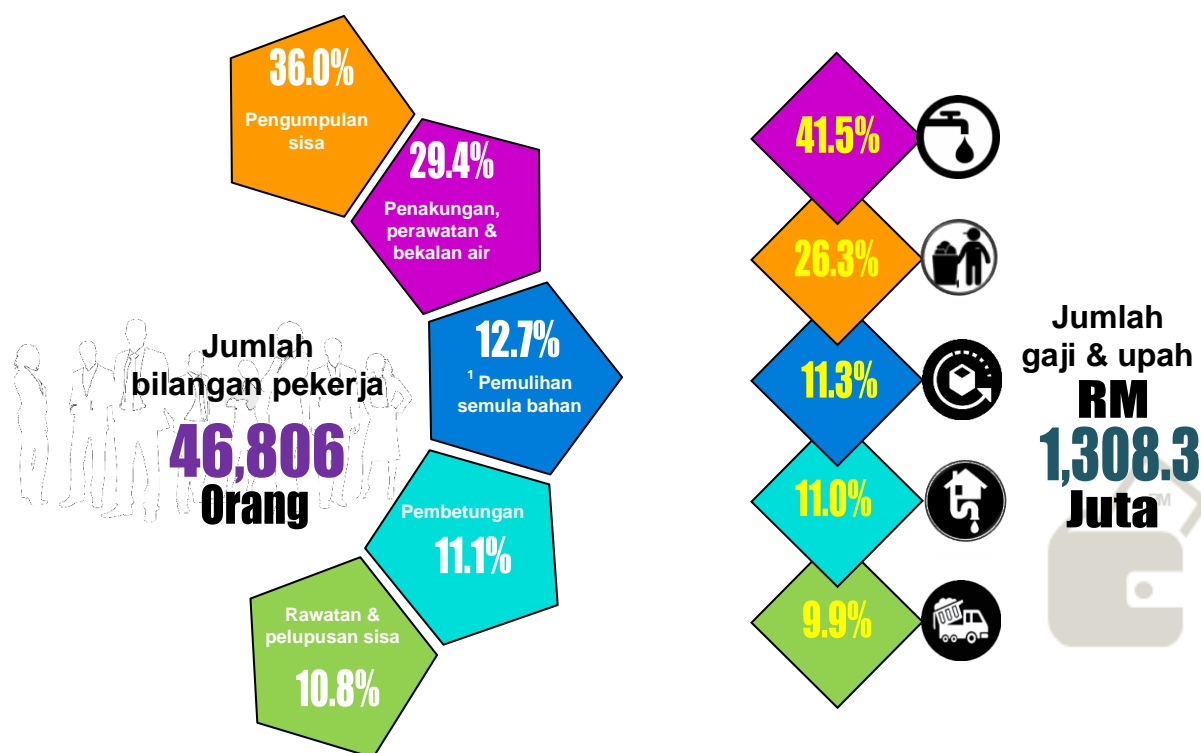 36.0%
Pengumpulan
sisa
29.4%
Penakungan,
perawatan &
bekalan air
12.7%
1 Pemulihan
semula bahan
Pembetungan
11.1%
Rawatan &
pelupusan sisa
10.8%
Jumlah
bilangan pekerja
46,806
Orang
41.5%
26.3%
11.3%
11.0%
9.9%
Jumlah
gaji & upah
RM
1,308.3
Juta
RM